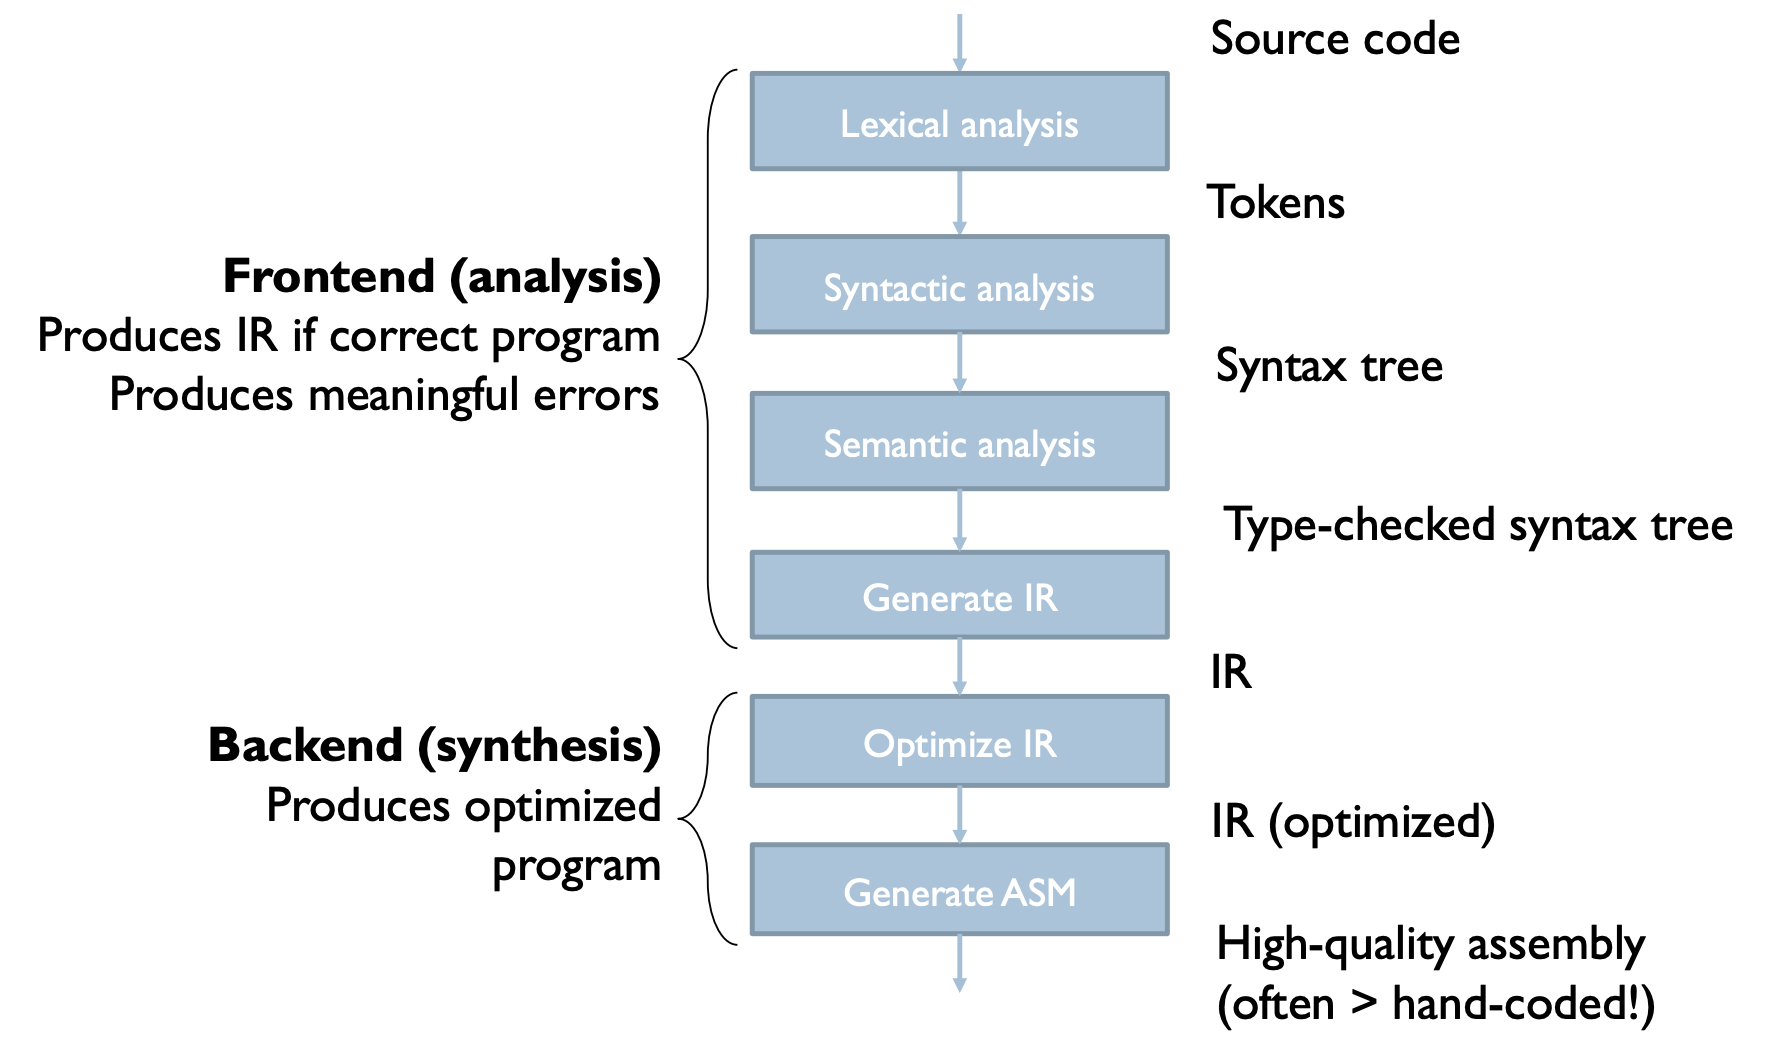 Source code
Lexical analysis
Tokens
Frontend (analysis)
Produces IR if correct program
Produces meaningful errors
Syntactic analysis
Syntax tree
Semantic analysis
Type-checked syntax tree
Generate IR
IR
Backend (synthesis)
Produces optimized
program
Optimize IR
IR (optimized)
Generate ASM
High-quality assembly
(often > hand-coded!)